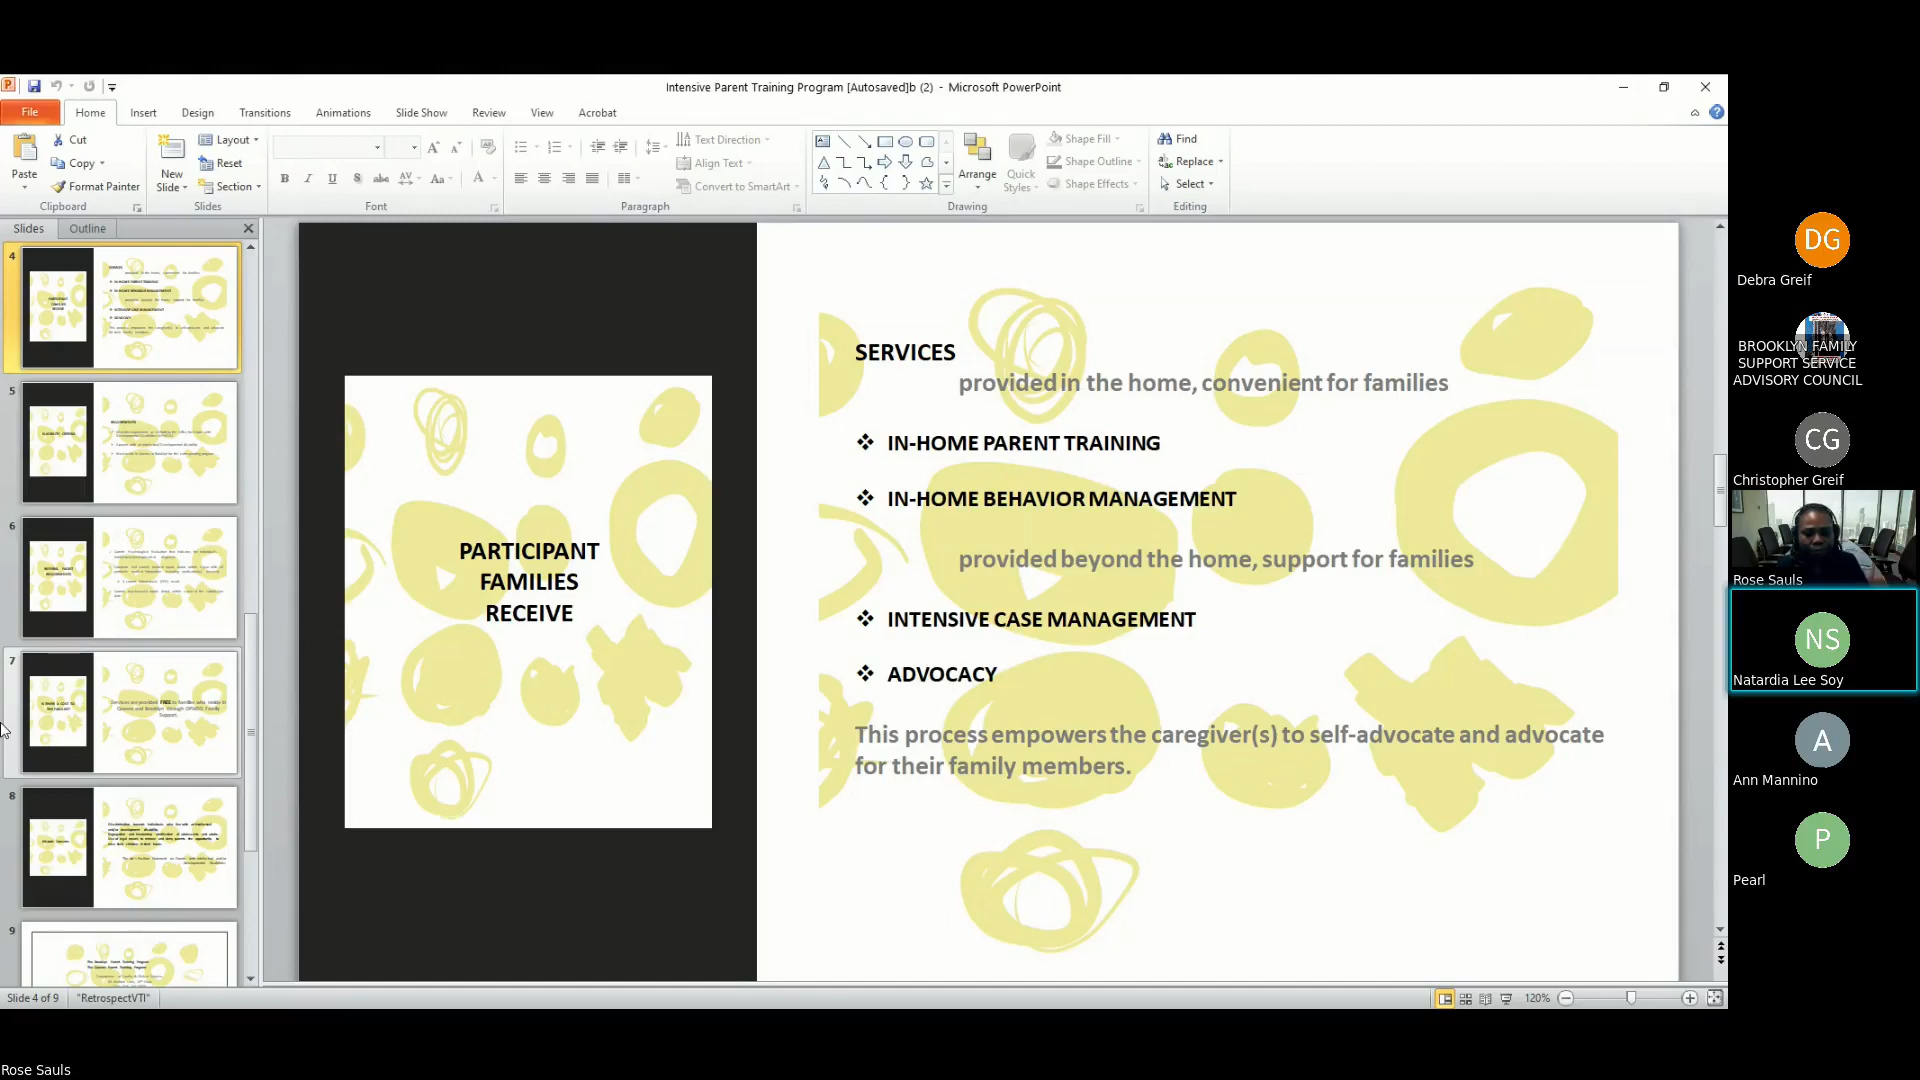 Intensive Parent Training Program [Autosaved]b (2) - Microsoft PowerPoint
File Home Insert Design Transitions Animations Slide Show Review View Acrobat
Paste
Cut
Copy
Format Painter
Clipboard
New
Slide
Layout
Reset
Section
Slides
Font
Text Direction
Align Text
Convert to SmartArt
Paragraph
Arrange
Quick
Styles
Shape Fill
Shape Outline
Shape Effects
Drawing
Find
Replace
Select
Editing
Slides Outline
4
5
6
7
8
9
PARTICIPANT
FAMILIES
RECEIVE
SERVICES
provided in the home, convenient for families
❖ IN-HOME PARENT TRAINING
❖ IN-HOME BEHAVIOR MANAGEMENT
provided beyond the home, support for families
❖ INTENSIVE CASE MANAGEMENT
❖ ADVOCACY
This process empowers the caregiver(s) to self-advocate and advocate
for their family members.
Slide 4 of 9 "RetrospectVTI" 120%
DG
Debra Greif
BROOKLYN FAMILY
SUPPORT SERVICE
ADVISORY COUNCIL
CG
Christopher Greif
Rose Sauls
NS
Natardia Lee Soy
A
Ann Mannino
P
Pearl
Rose Sauls